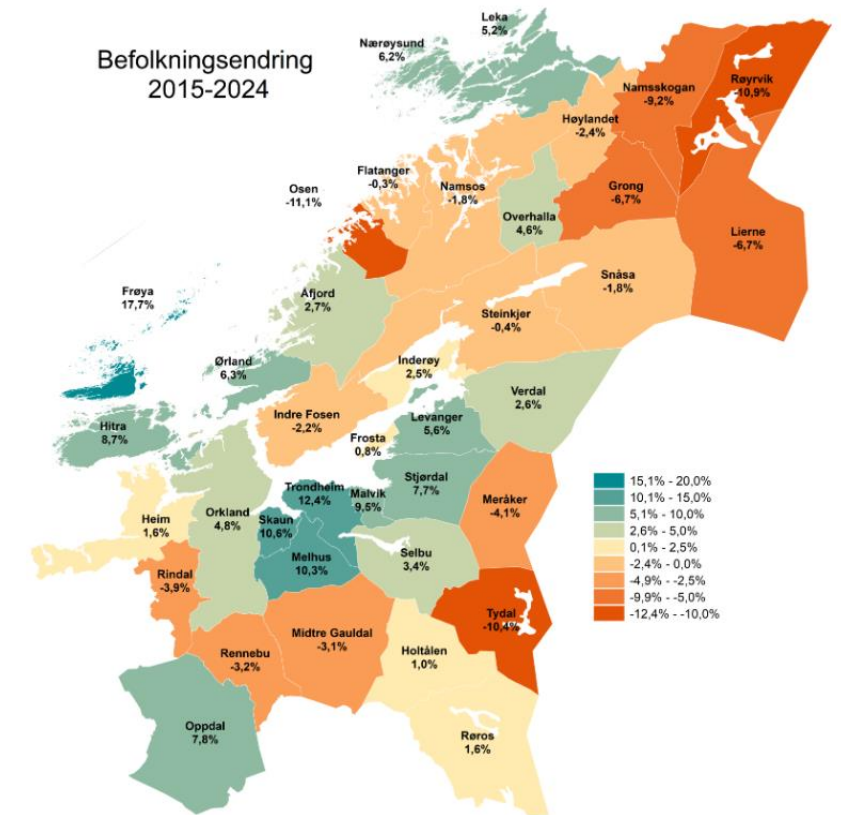 Befolkningsendring
2015-2024
Leka
5,2%
Nærøysund
6,2%
Namsskogan
-9,2%
Røyrvik
-10,9%
Høylandet
-2,4%
Flatanger
-0,3%
Namsos
-1,8%
Osen
-11,1%
Grong
-6,7%
Overhalla
4,6%
Lierne
-6,7%
Snåsa
-1,8%
Frøya
17,7%
Åfjord
2,7%
Steinkjer
-0,4%
Ørland
6,3%
Inderøy
2,5%
Verdal
2,6%
Indre Fosen
-2,2%
Levanger
5,6%
Hitra
8,7%
Frosta
0,8%
Stjørdal
7,7%
Trondheim
12,4%
Malvik
9,5%
Meråker
-4,1%
Heim
1,6%
Orkland
4,8%
Skaun
10,6%
Melhus
10,3%
Selbu
3,4%
Rindal
-3,9%
Tydal
-10,4%
Midtre Gauldal
-3,1%
Rennebu
-3,2%
Holtålen
1,0%
Oppdal
7,8%
Røros
1,6%
15,1% - 20,0%
10,1% - 15,0%
5,1% - 10,0%
2,6% - 5,0%
0,1% - 2,5%
-2,4% - 0,0%
-4,9% - -2,5%
-9,9% - -5,0%
-12,4% - -10,0%